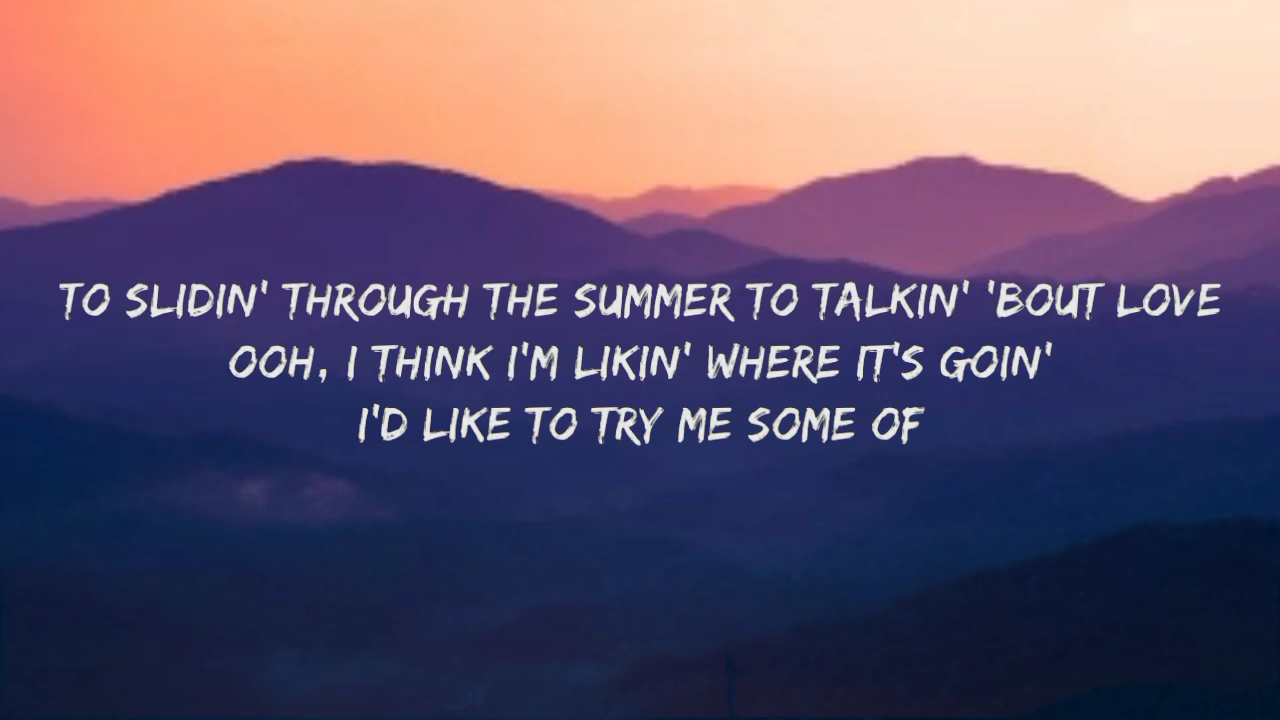 TO SLIDIN' THROUGH THE SUMMER TO TALKIN' 'BOUT LOVE
OOH, I THINK I'M LIKIN' WHERE IT'S GOIN'
I'D LIKE TO TRY ME SOME OF